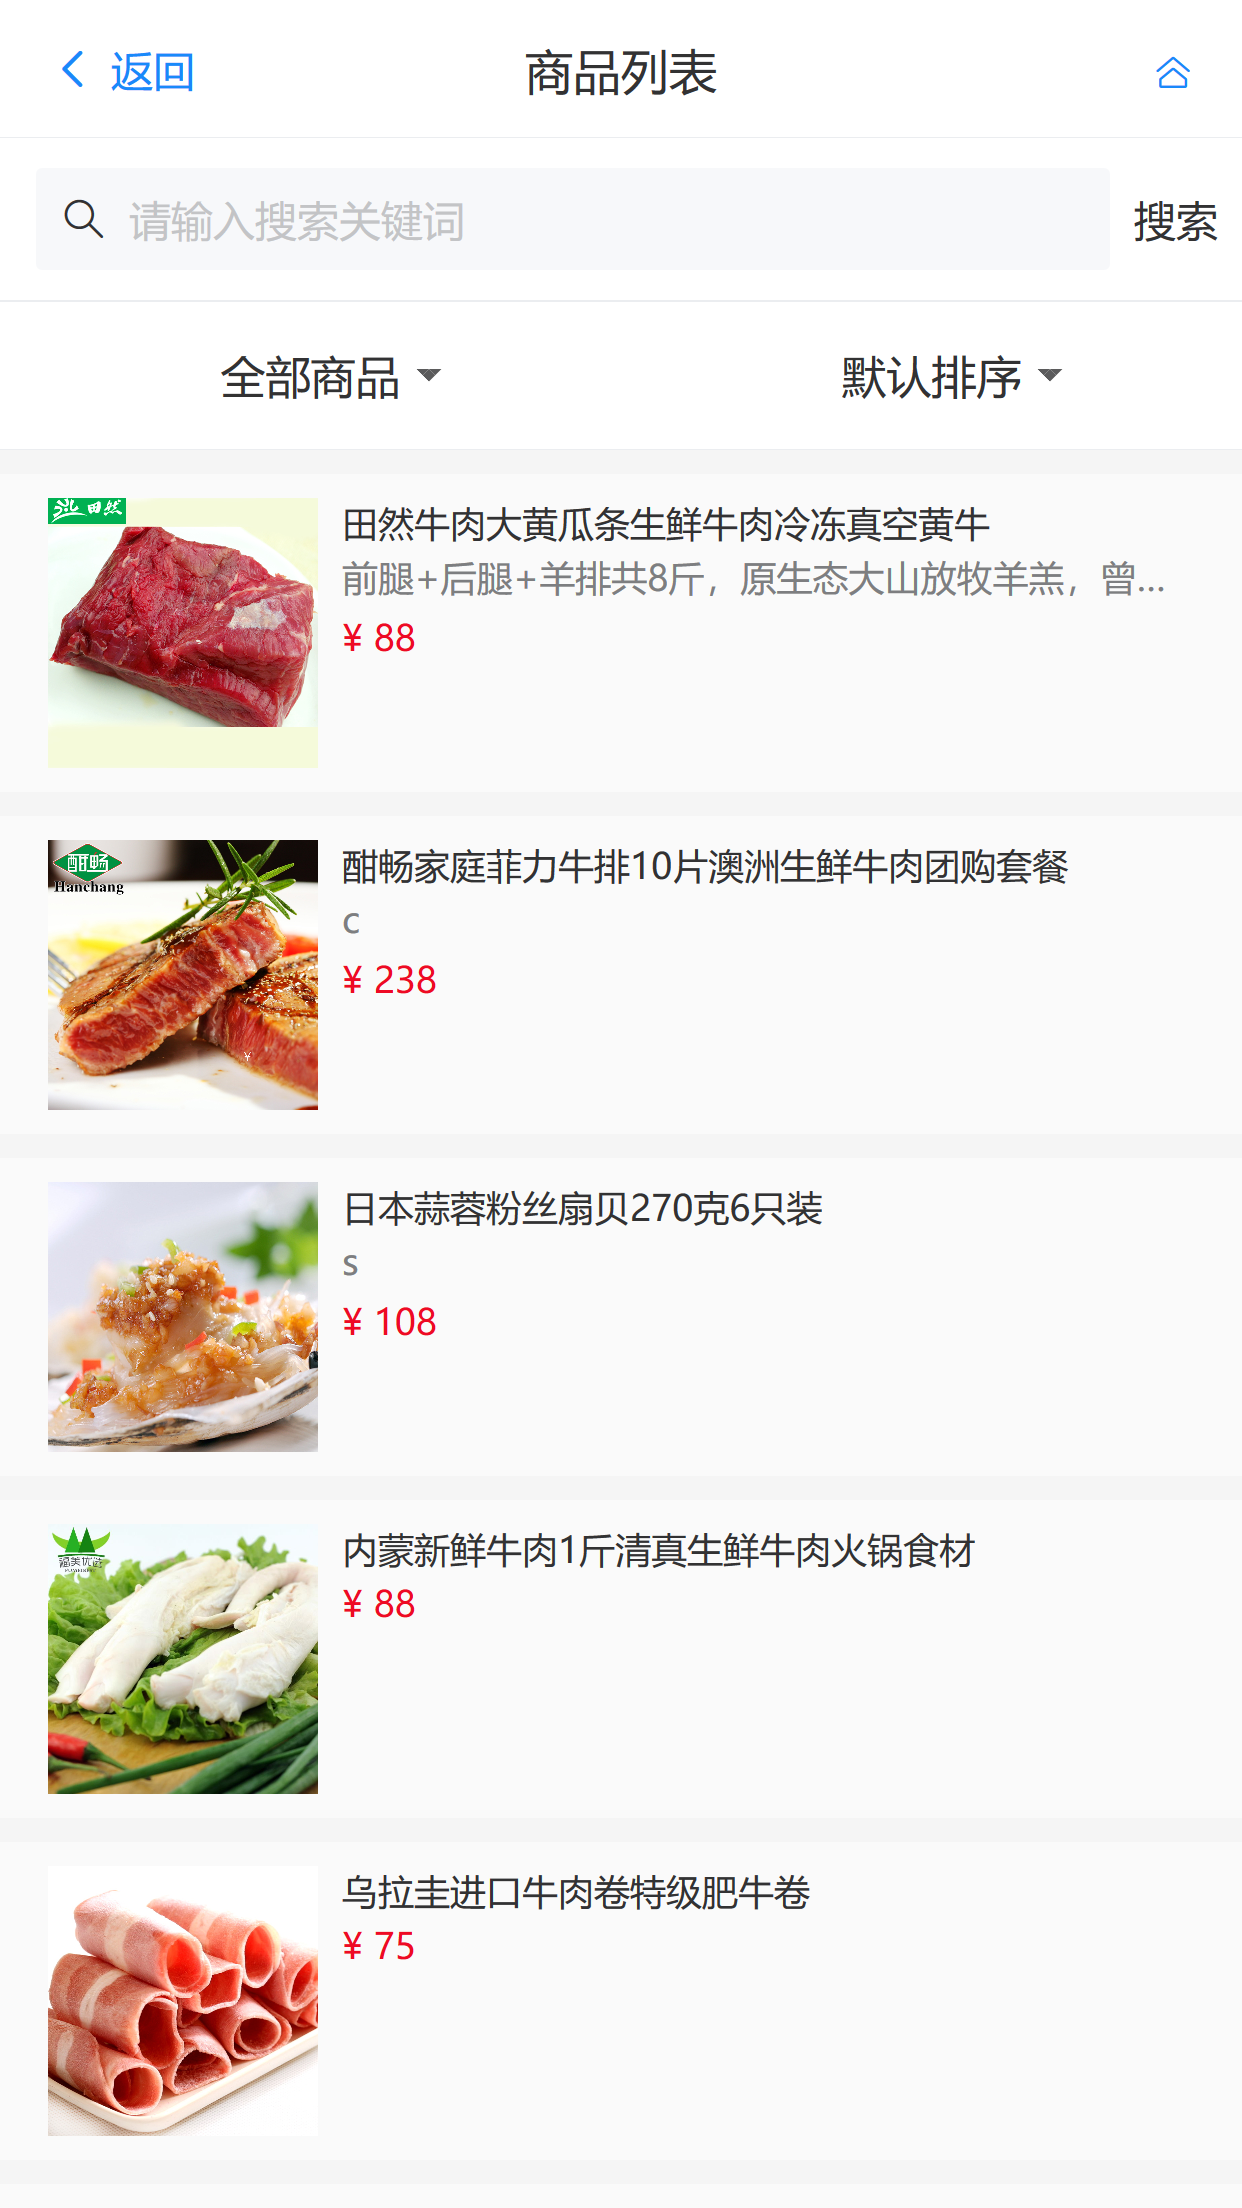 返回
商品列表
请输入搜索关键词
搜索
全部商品
默认排序
田然
田然牛肉大黄瓜条生鲜牛肉冷冻真空黄牛
前腿+后腿+羊排共8斤，原生态大山放牧羊羔，曾...
¥ 88
酣畅
Hanchang
¥
酣畅家庭菲力牛排10片澳洲生鲜牛肉团购套餐
C
¥ 238
日本蒜蓉粉丝扇贝270克6只装
S
¥ 108
内蒙新鲜牛肉1斤清真生鲜牛肉火锅食材
¥ 88
乌拉圭进口牛肉卷特级肥牛卷
¥ 75